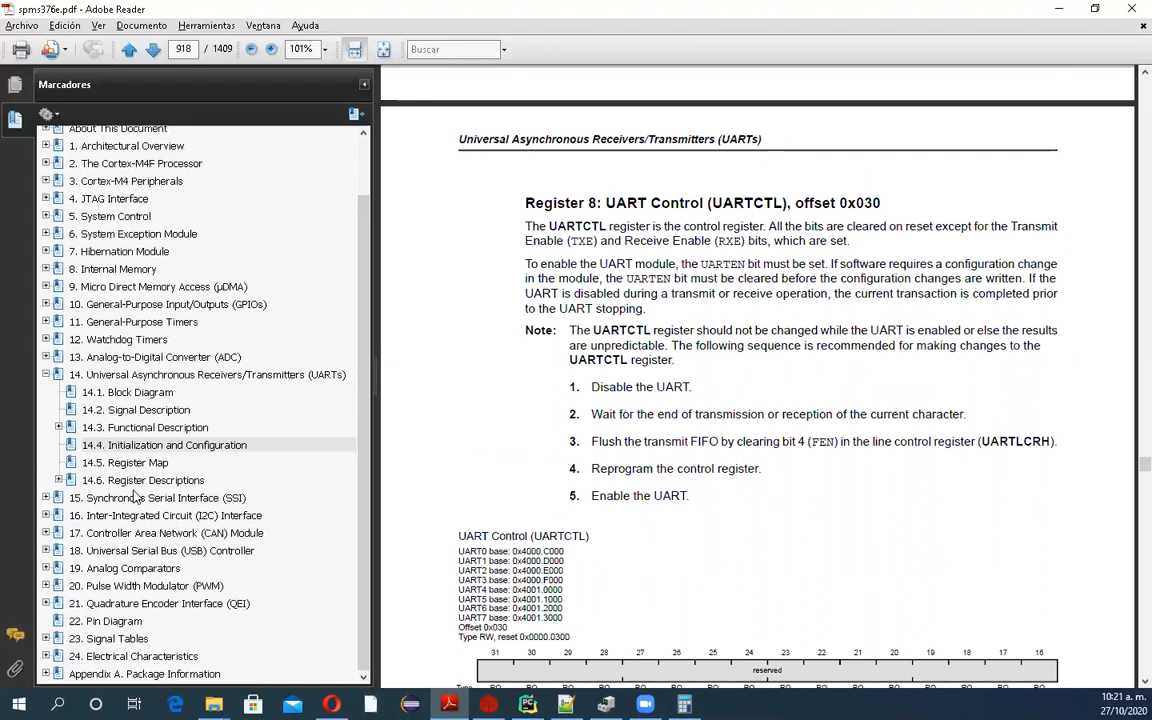 spms376e.pdf - Adobe Reader
Archivo Edición Ver Documento Herramientas Ventana Ayuda
918 / 1409 101% Buscar
Marcadores
About This Document
1. Architectural Overview
2. The Cortex-M4F Processor
3. Cortex-M4 Peripherals
4. JTAG Interface
5. System Control
6. System Exception Module
7. Hibernation Module
8. Internal Memory
9. Micro Direct Memory Access (μDMA)
10. General-Purpose Input/Outputs (GPIOs)
11. General-Purpose Timers
12. Watchdog Timers
13. Analog-to-Digital Converter (ADC)
14. Universal Asynchronous Receivers/Transmitters (UARTs)
14.1. Block Diagram
14.2. Signal Description
14.3. Functional Description
14.4. Initialization and Configuration
14.5. Register Map
14.6. Register Descriptions
15. Synchronous Serial Interface (SSI)
16. Inter-Integrated Circuit (I2C) Interface
17. Controller Area Network (CAN) Module
18. Universal Serial Bus (USB) Controller
19. Analog Comparators
20. Pulse Width Modulator (PWM)
21. Quadrature Encoder Interface (QEI)
22. Pin Diagram
23. Signal Tables
24. Electrical Characteristics
Appendix A. Package Information
Universal Asynchronous Receivers/Transmitters (UARTs)
Register 8: UART Control (UARTCTL), offset 0x030
The UARTCTL register is the control register. All the bits are cleared on reset except for the Transmit
Enable (TXE) and Receive Enable (RXE) bits, which are set.
To enable the UART module, the UARTEN bit must be set. If software requires a configuration change
in the module, the UARTEN bit must be cleared before the configuration changes are written. If the
UART is disabled during a transmit or receive operation, the current transaction is completed prior
to the UART stopping.
Note: The UARTCTL register should not be changed while the UART is enabled or else the results
are unpredictable. The following sequence is recommended for making changes to the
UARTCTL register.
1. Disable the UART.
2. Wait for the end of transmission or reception of the current character.
3. Flush the transmit FIFO by clearing bit 4 (FEN) in the line control register (UARTLCRH).
4. Reprogram the control register.
5. Enable the UART.
UART Control (UARTCTL)
UART0 base: 0x4000.C000
UART1 base: 0x4000.D000
UART2 base: 0x4000.E000
UART3 base: 0x4000.F000
UART4 base: 0x4001.0000
UART5 base: 0x4001.1000
UART6 base: 0x4001.2000
UART7 base: 0x4001.3000
Offset 0x030
Type RW, reset 0x0000.0300
31 30 29 28 27 26 25 24 23 22 21 20 19 18 17 16
reserved
10:21 a. m.
27/10/2020